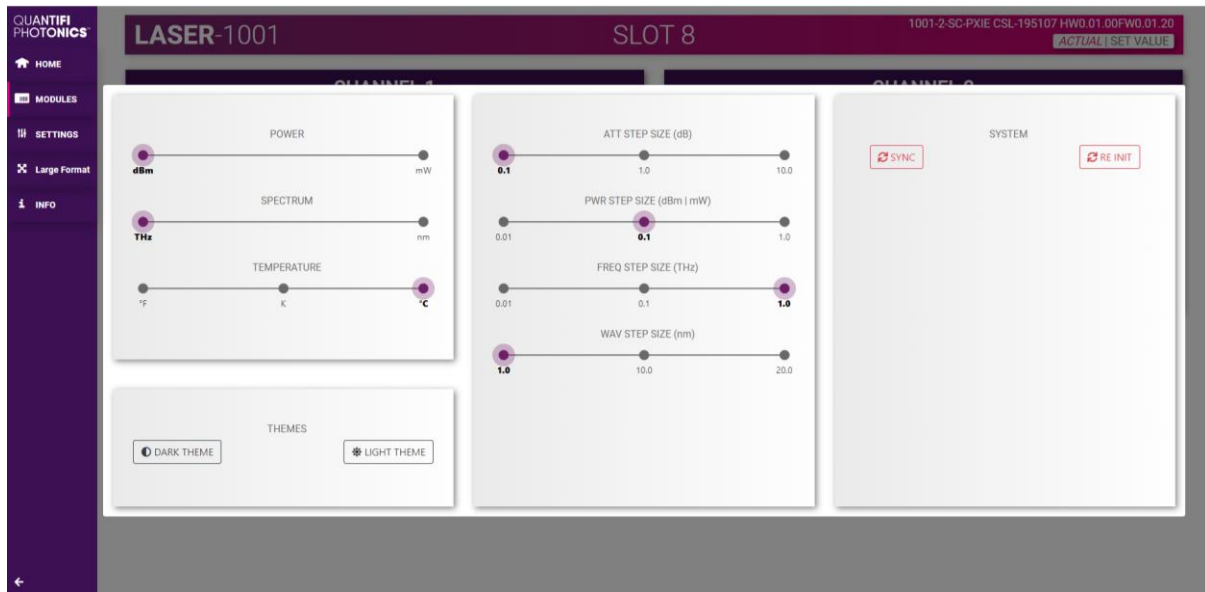 QUANTIFI
PHOTONICS™
HOME
MODULES
SETTINGS
Large Format
INFO
LASER-1001
SLOT 8
1001-2-SC-PXIE CSL-195107 HW0.01.00FW0.01.20
ACTUAL | SET VALUE
POWER
dBm mW
SPECTRUM
THz nm
TEMPERATURE
°F K °C
THEMES
DARK THEME LIGHT THEME
ATT STEP SIZE (dB)
0.1 1.0 10.0
PWR STEP SIZE (dBm | mW)
0.01 0.1 1.0
FREQ STEP SIZE (THz)
0.01 0.1 1.0
WAV STEP SIZE (nm)
1.0 10.0 20.0
SYSTEM
SYNC RE INIT